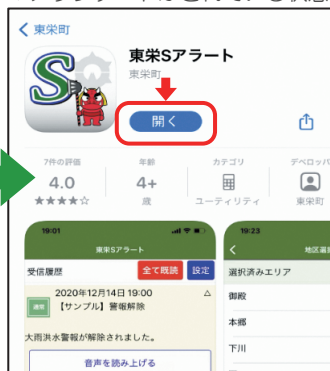 東栄町
東栄Sアラート
東栄町
開く
7件の評価 年齢 カテゴリ デベロッパ
4.0 4+
★★★★☆ 歳 ユーティリティ 東栄町
19:01 19:23
東栄Sアラート 地区選
受信履歴 全て既読 設定 選択済みエリア
2020年12月14日 19:00
【サンプル】警報解除
御殿
大雨洪水警報が解除されました。
本郷
下川
音声を読み上げる